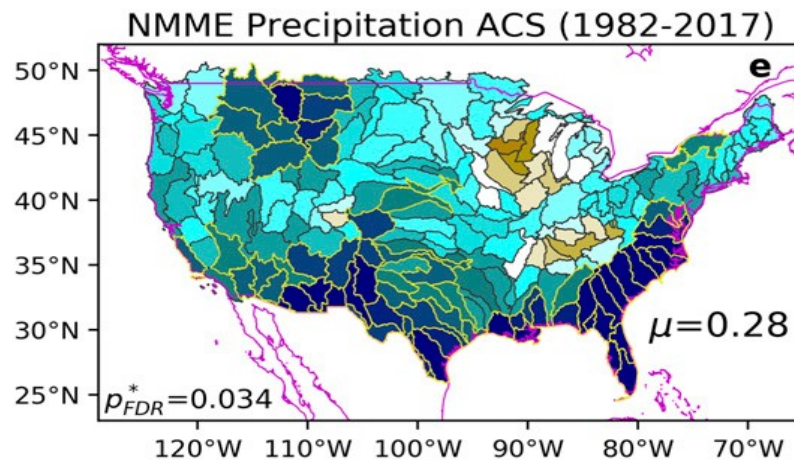 NMME Precipitation ACS (1982-2017)
e
50°N
45°N
40°N
35°N
30°N
25°N
μ=0.28
p*FDR=0.034
120°W 110°W 100°W 90°W 80°W 70°W